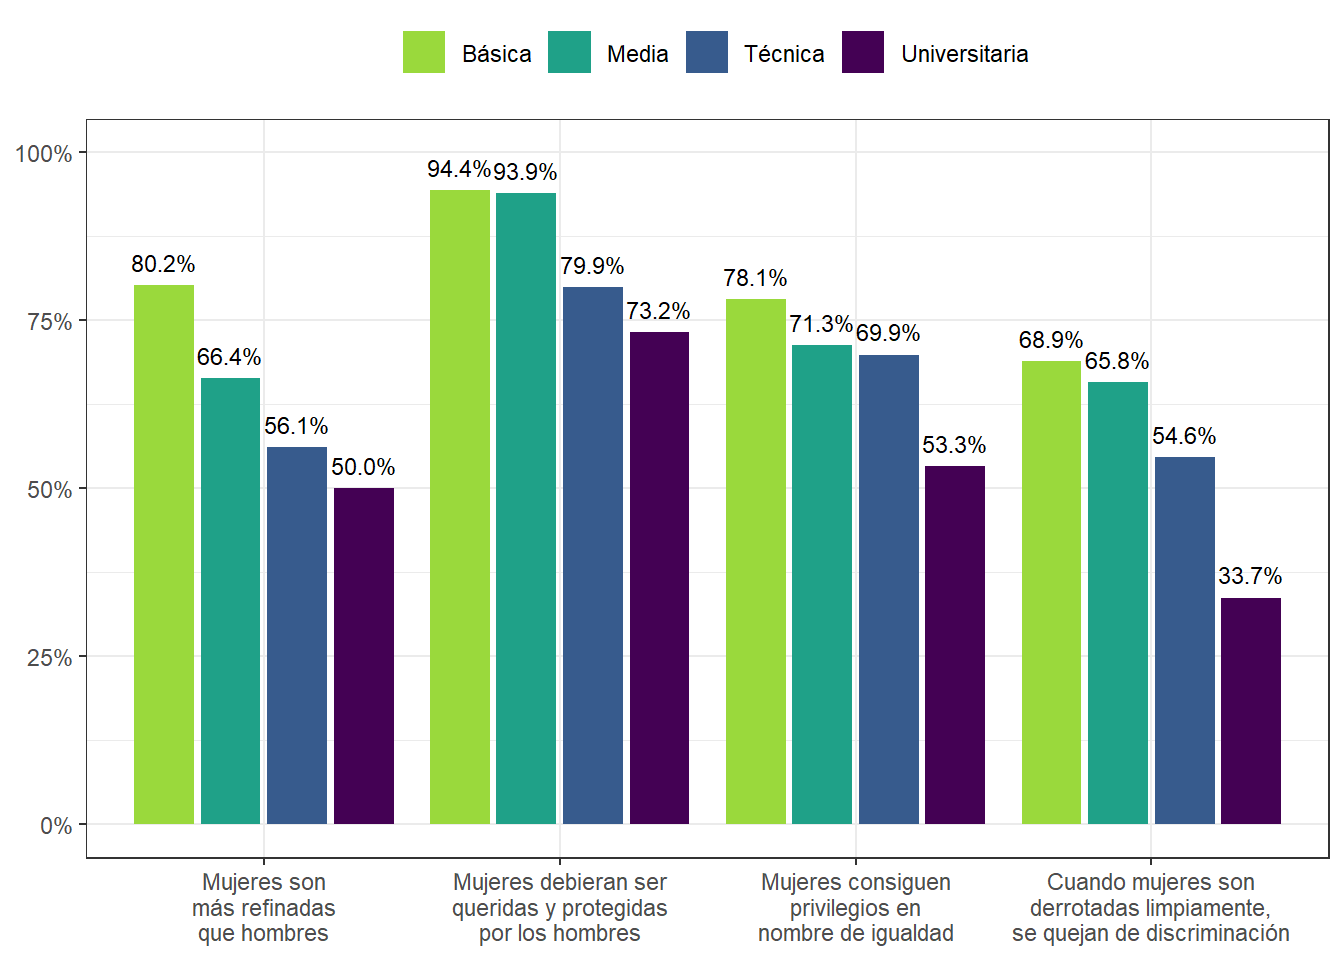 Básica Media Técnica Universitaria
100%
75%
50%
25%
0%
80.2%
66.4%
56.1%
50.0%
94.4%
93.9%
79.9%
73.2%
78.1%
71.3%
69.9%
53.3%
68.9%
65.8%
54.6%
33.7%
Mujeres son
más refinadas
que hombres
Mujeres debieran ser
queridas y protegidas
por los hombres
Mujeres consiguen
privilegios en
nombre de igualdad
Cuando mujeres son
derrotadas limpiamente,
se quejan de discriminación